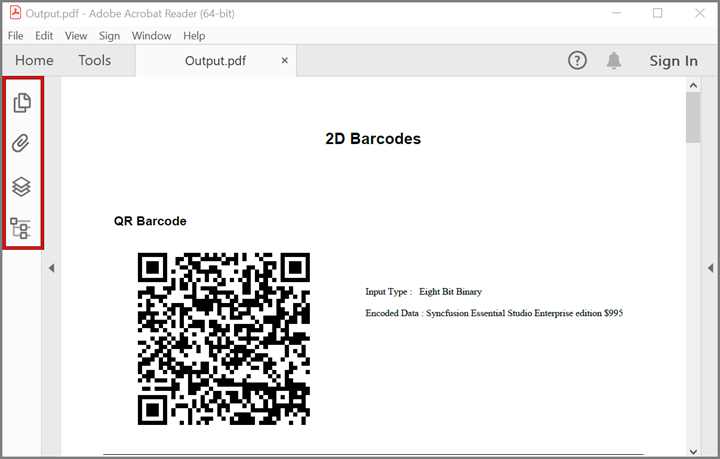 Output.pdf - Adobe Acrobat Reader (64-bit)
File Edit View Sign Window Help
Home Tools Output.pdf × ? Sign In
2D Barcodes
QR Barcode
Input Type : Eight Bit Binary
Encoded Data : Syncfusion Essential Studio Enterprise edition $995